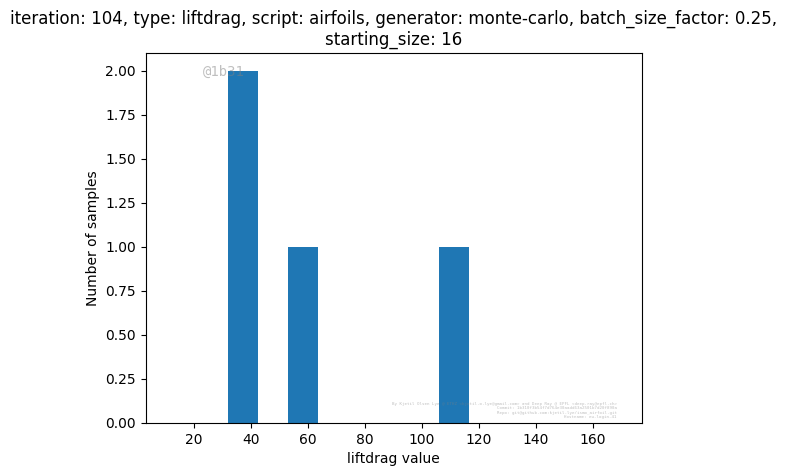 iteration: 104, type: liftdrag, script: airfoils, generator: monte-carlo, batch_size_factor: 0.25,
starting_size: 16
@1b31
2.00
1.75
1.50
1.25
1.00
0.75
0.50
0.25
0.00
Number of samples
20 40 60 80 100 120 140 160
liftdrag value